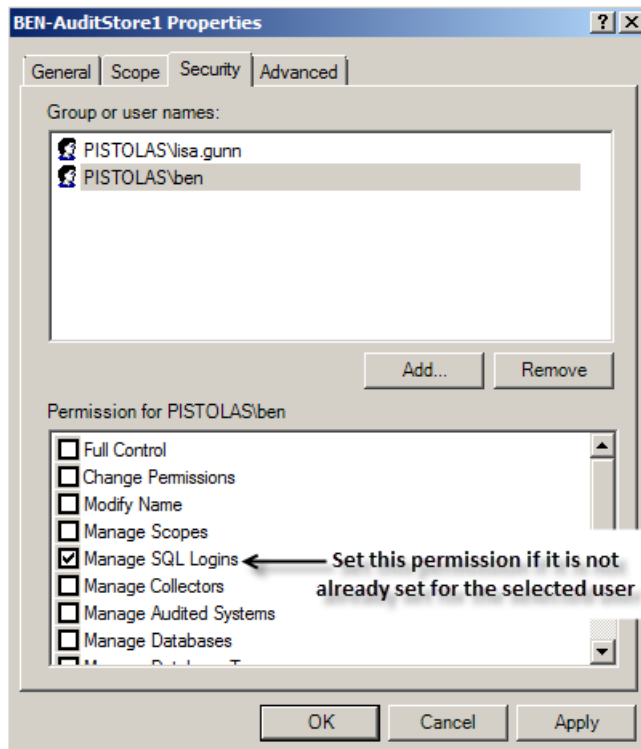 BEN-AuditStore1 Properties
General Scope Security Advanced
Group or user names:
PISTOLAS\lisa.gunn
PISTOLAS\ben
Add... Remove
Permission for PISTOLAS\ben
Full Control
Change Permissions
Modify Name
Manage Scopes
Manage SQL Logins
Set this permission if it is not
already set for the selected user
Manage Collectors
Manage Audited Systems
Manage Databases
OK Cancel Apply